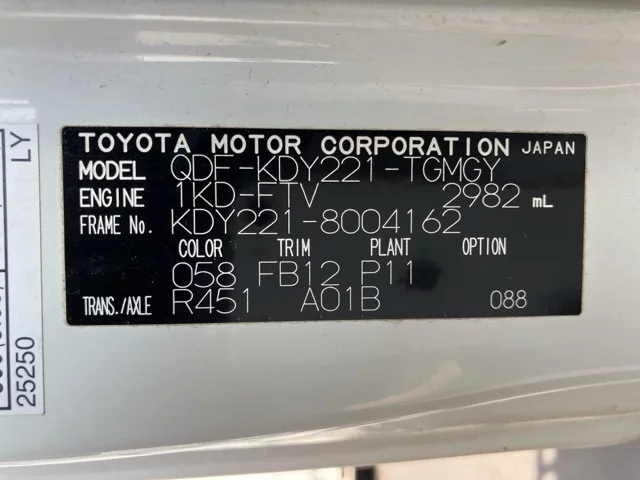 TOYOTA MOTOR CORPORATION JAPAN
MODEL QDF-KDY221-TGMGY
ENGINE 1KD-FTV 2982 mL
FRAME No. KDY221-8004162
COLOR TRIM PLANT OPTION
058 FB12 P11
TRANS./AXLE R451 A01B 088
LY
25250